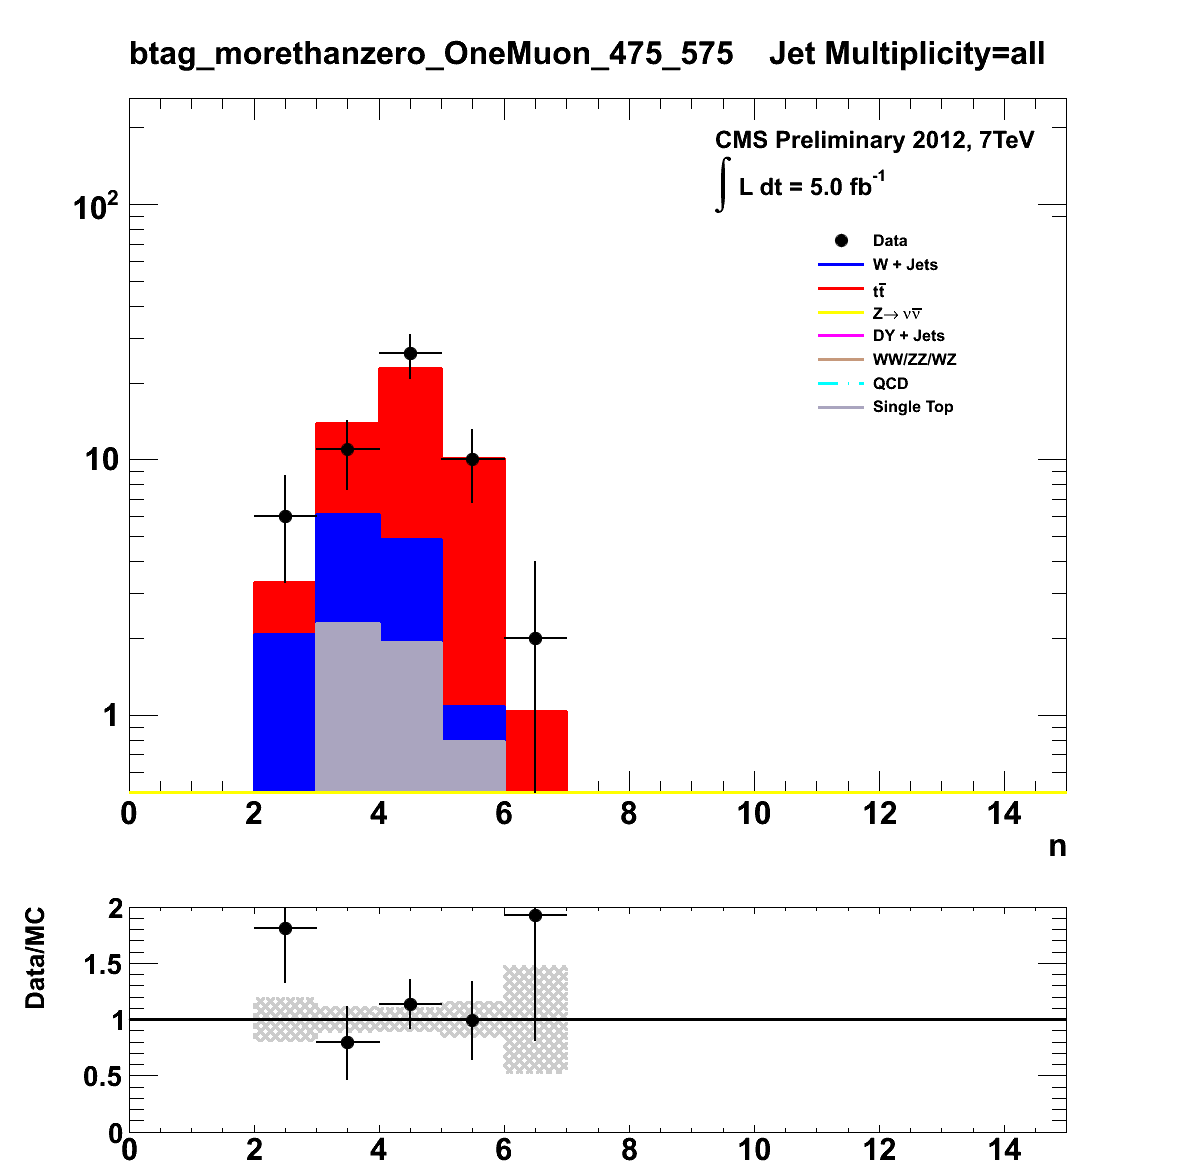 btag_morethanzero_OneMuon_475_575 Jet Multiplicity=all
CMS Preliminary 2012, 7TeV
∫ L dt = 5.0 fb⁻¹
Data
W + Jets
tt̅
Z→ νν̅
DY + Jets
WW/ZZ/WZ
QCD
Single Top
10²
10
1
0 2 4 6 8 10 12 14
n
Data/MC
2
1.5
1
0.5
0
0 2 4 6 8 10 12 14